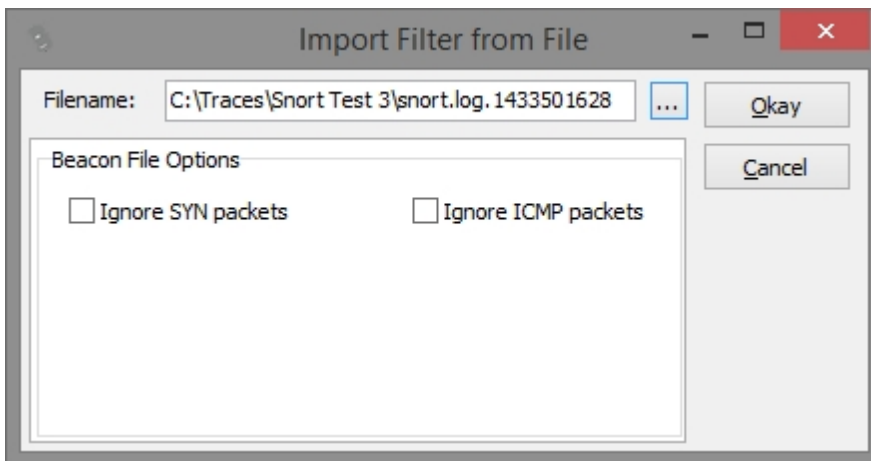 Import Filter from File
Filename: C:\Traces\Snort Test 3\snort.log.1433501628 ... Okay
Cancel
Beacon File Options
Ignore SYN packets Ignore ICMP packets